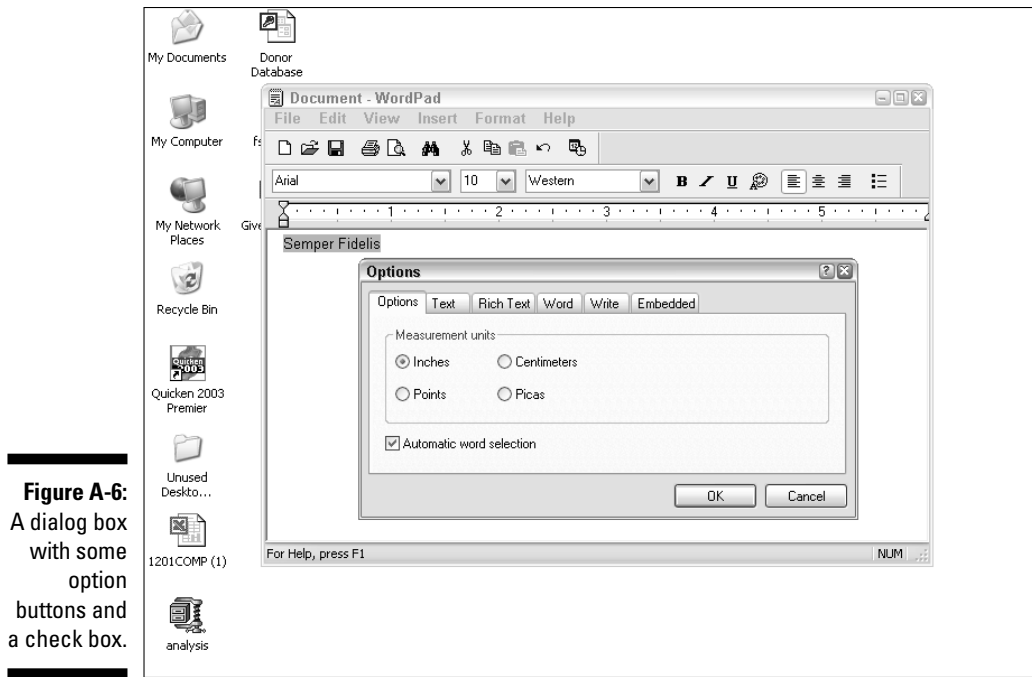 My Documents
Donor
Database
My Computer
My Network
Places
Recycle Bin
Quicken
2003
Quicken 2003
Premier
Unused
Deskto...
1201COMP (1)
analysis
Document - WordPad
File Edit View Insert Format Help
Arial 10 Western B U
1 2 3 4 5
Semper Fidelis
Options
Options Text Rich Text Word Write Embedded
Measurement units
Inches Centimeters
Points Picas
Automatic word selection
OK Cancel
For Help, press F1 NUM
Figure A-6:
A dialog box
with some
option
buttons and
a check box.